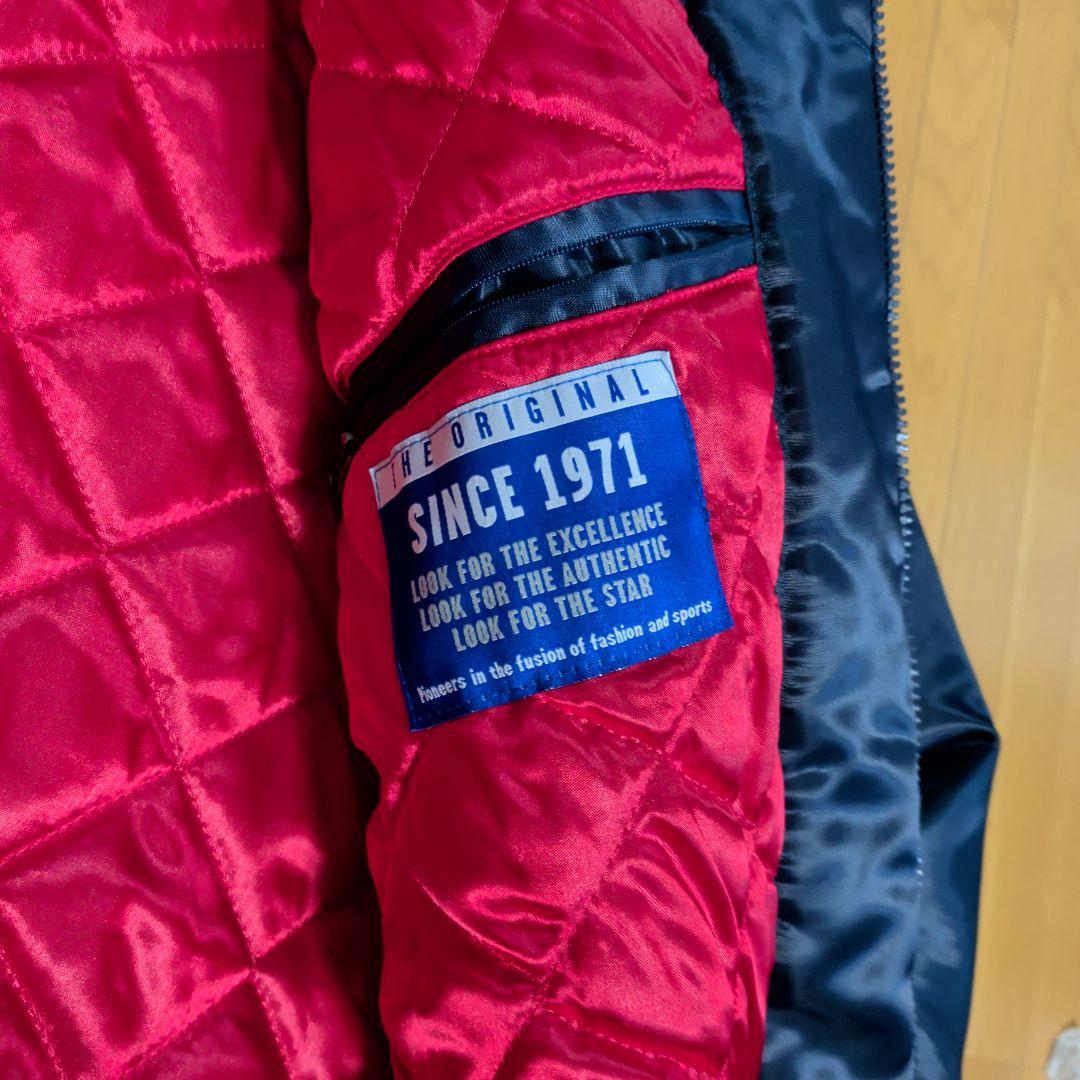 THE ORIGINAL
SINCE 1971
LOOK FOR THE EXCELLENCE
LOOK FOR THE AUTHENTIC
LOOK FOR THE STAR
Pioneers in the fusion of fashion and sports